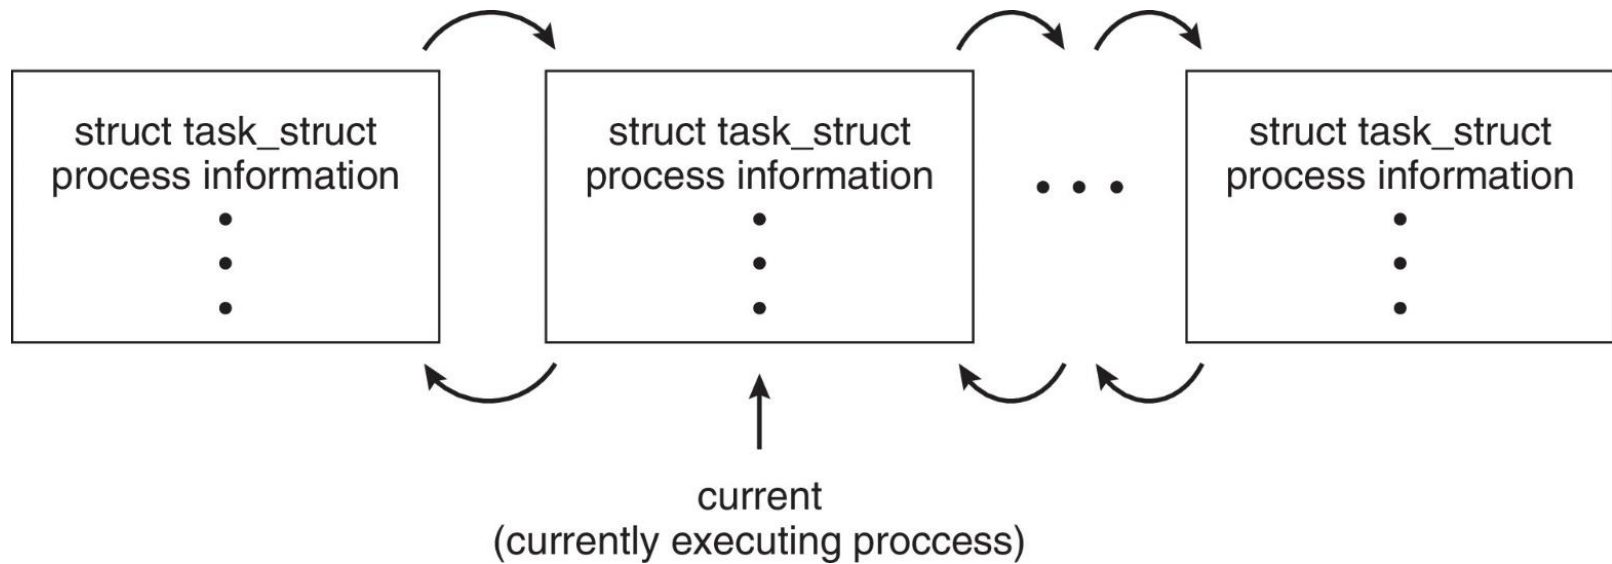 struct task_struct
process information
struct task_struct
process information
struct task_struct
process information
current
(currently executing proccess)